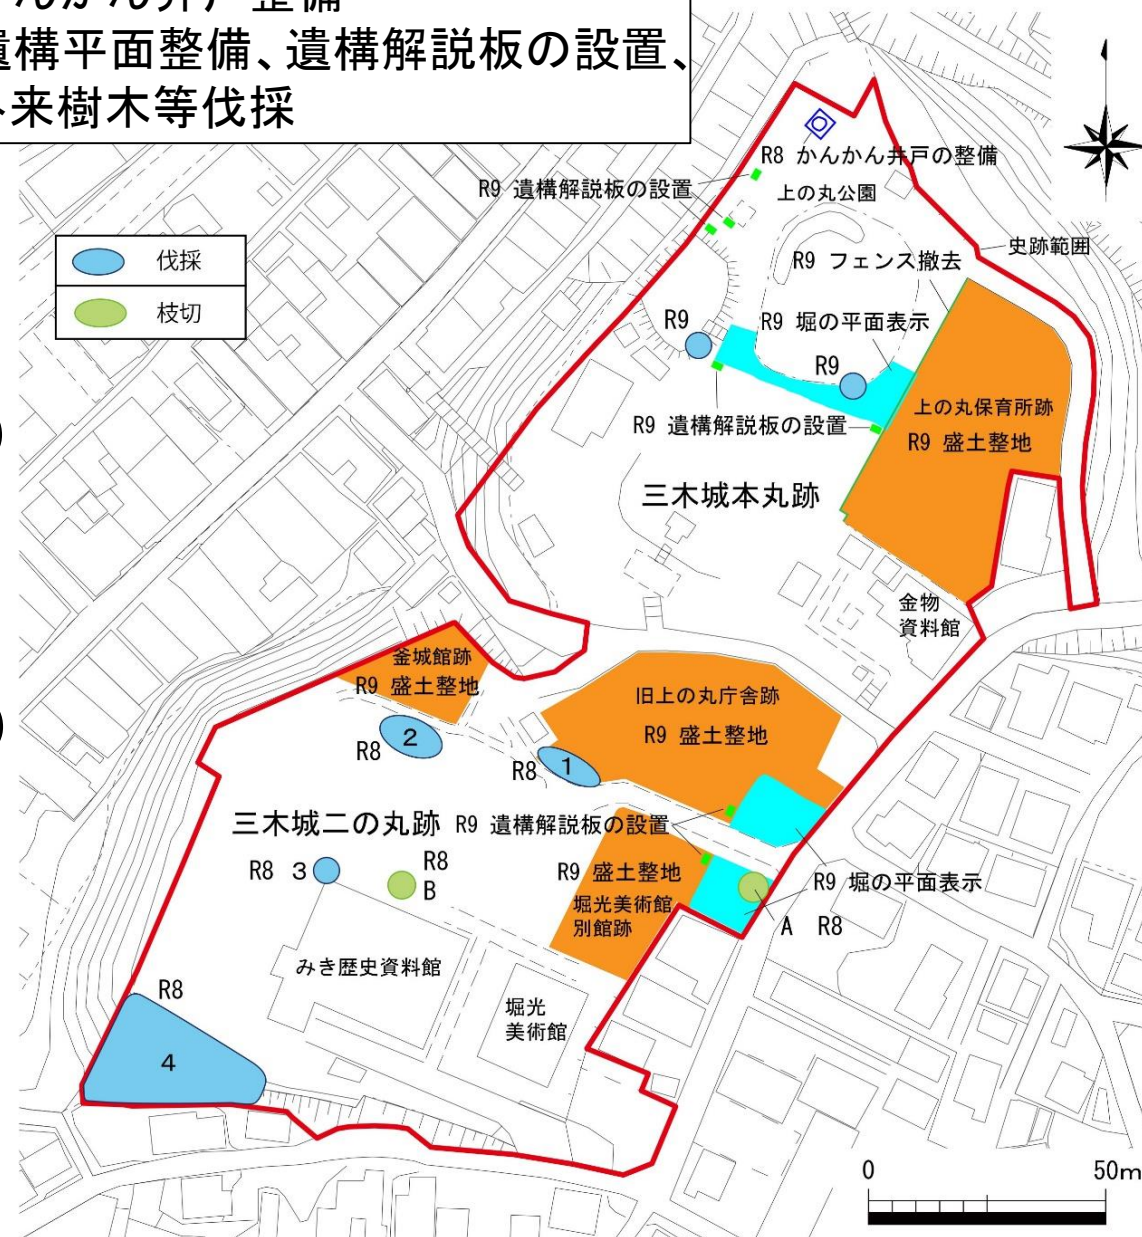 遺構平面整備、遺構解説板の設置、
来樹木等伐採
伐採
枝切
R8 かんかん井戸の整備
R9 遺構解説板の設置
上の丸公園
史跡範囲
R9 フェンス撤去
R9
R9 堀の平面表示
R9
上の丸保育所跡
R9 遺構解説板の設置
R9 盛土整地
三木城本丸跡
金物
資料館
釜城館跡
R9 盛土整地
旧上の丸庁舎跡
R9 盛土整地
2
R8
1
R8
三木城二の丸跡
R9 遺構解説板の設置
R8 3
R8
B
R9 盛土整地
堀光美術館
別館跡
R9 堀の平面表示
A R8
みき歴史資料館
堀光
美術館
R8
4
0 50m